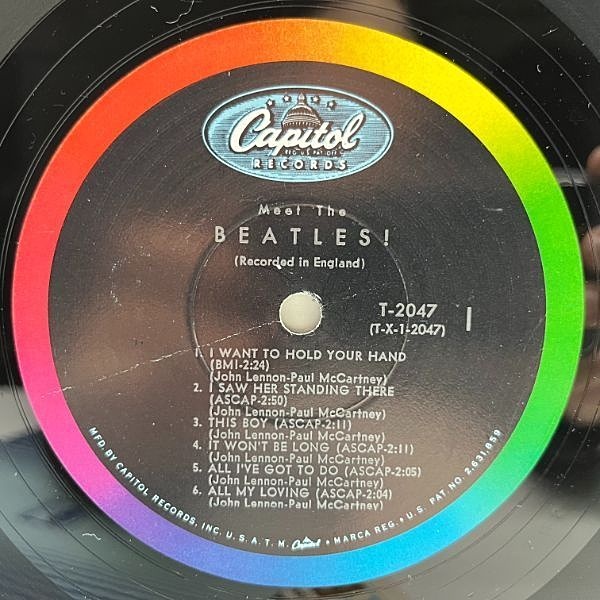 Capitol
REG. U.S. PAT. OFF.
RECORDS
Meet The
BEATLES!
(Recorded in England)
T-2047
(T-X-1-2047)
1
1. I WANT TO HOLD YOUR HAND
(BMI-2:24)
(John Lennon-Paul McCartney)
2. I SAW HER STANDING THERE
(ASCAP-2:50)
(John Lennon-Paul McCartney)
3. THIS BOY (ASCAP-2:11)
(John Lennon-Paul McCartney)
4. IT WON'T BE LONG (ASCAP-2:11)
(John Lennon-Paul McCartney)
5. ALL I'VE GOT TO DO (ASCAP-2:05)
(John Lennon-Paul McCartney)
6. ALL MY LOVING (ASCAP-2:04)
(John Lennon-Paul McCartney)
MFD. BY CAPITOL RECORDS, INC. U.S.A. T.M. Capitol • MARCA REG. • U.S. PAT. NO. 2,631,859